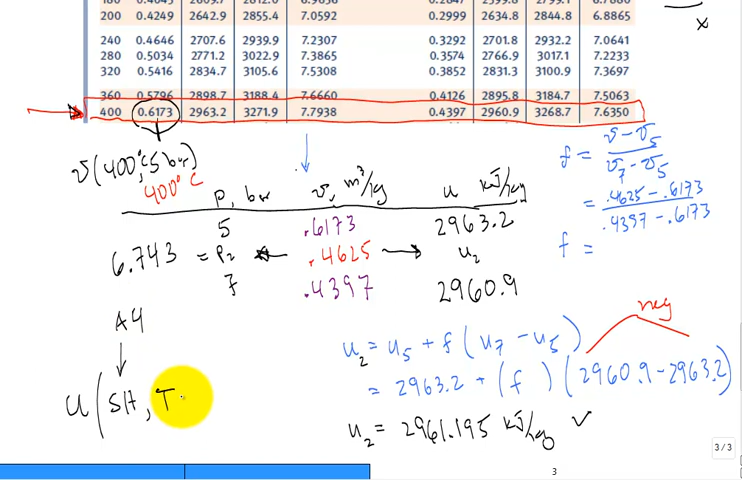 200 0.4249 2642.9 2855.4 7.0592 0.2999 2634.8 2844.8 6.8865
x
240 0.4646 2707.6 2939.9 7.2307 0.3292 2701.8 2932.2 7.0641
280 0.5034 2771.2 3022.9 7.3865 0.3574 2766.9 3017.1 7.2233
320 0.5416 2834.7 3105.6 7.5308 0.3852 2831.3 3100.9 7.3697
360 0.5796 2898.7 3188.4 7.6660 0.4126 2895.8 3184.7 7.5063
400 0.6173 2963.2 3271.9 7.7938 0.4397 2960.9 3268.7 7.6350
v(400°C, 5 bar)
400°C
P, bar v, m³/kg u kJ/kg
5 .6173 2963.2
6.743 = P₂ ← .4625 → u₂
7 .4397 2960.9
f = (v - v₅)/(v₇ - v₅)
= (.4625 - .6173)/(.4397 - .6173)
f =
A4
neg
u₂ = u₅ + f (u₇ - u₅)
= 2963.2 + (f ) (2960.9 - 2963.2)
u₂ = 2961.195 kJ/kg ✓
u(SH, T
3/3
3